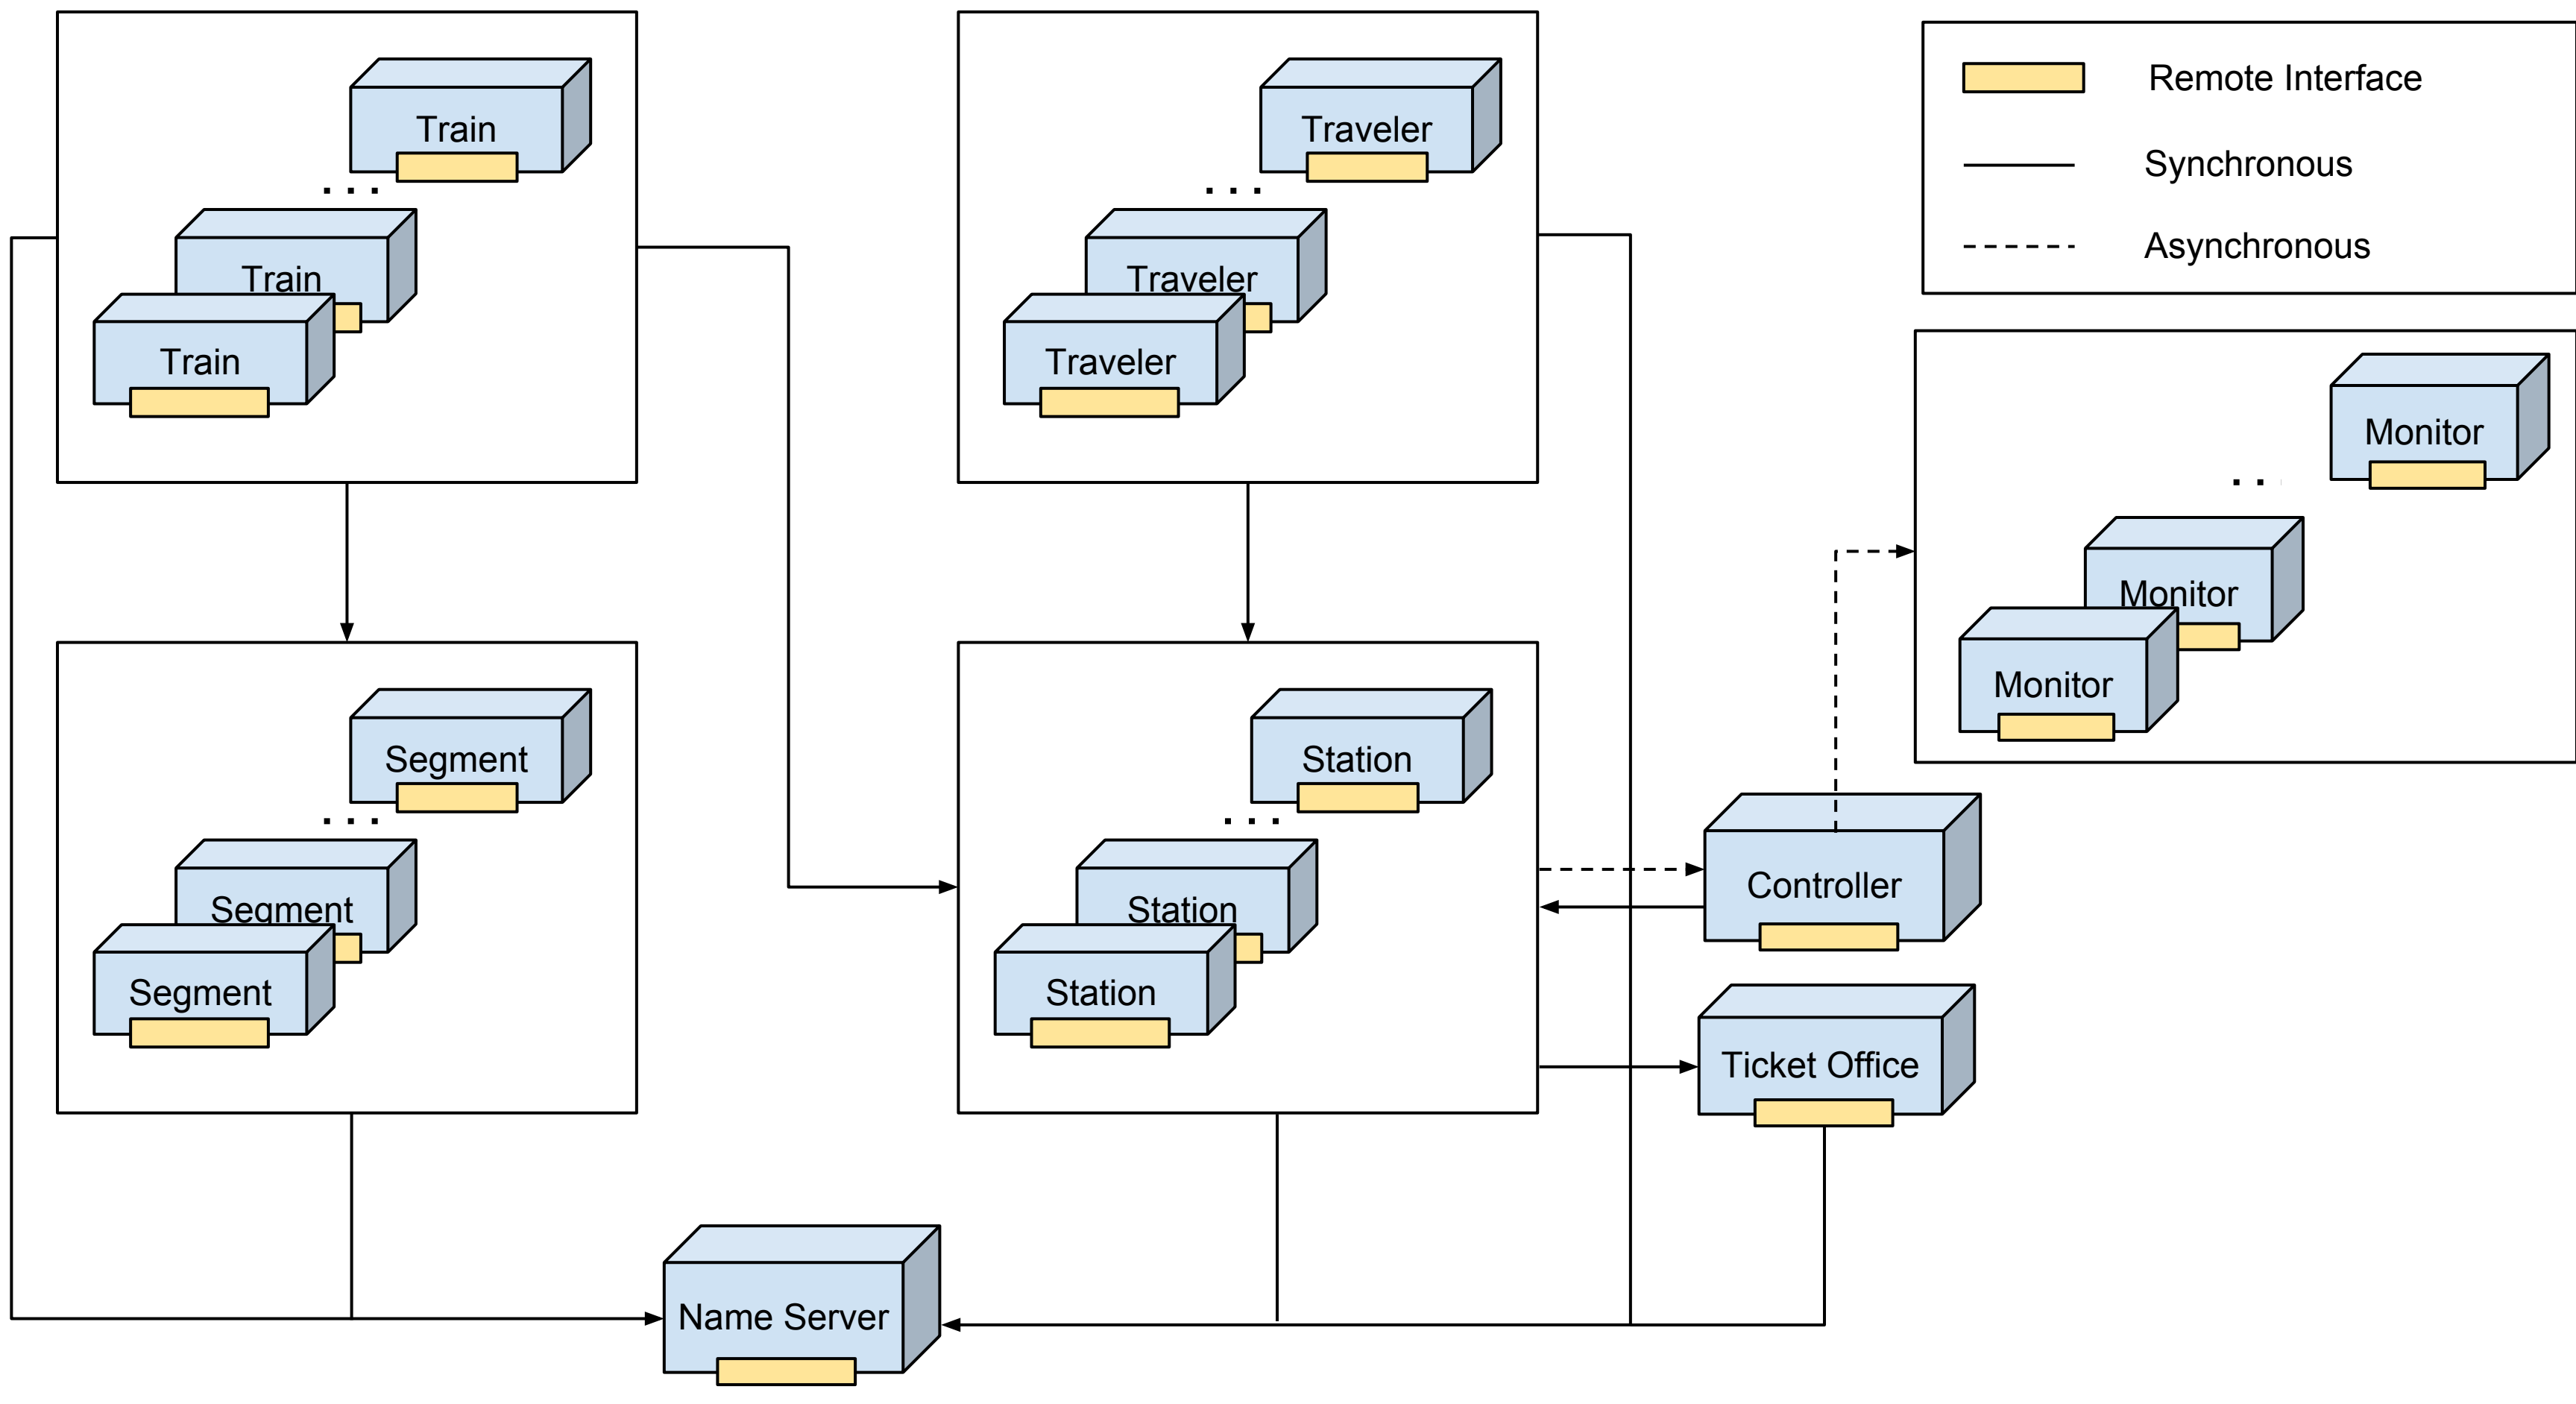 Train
Train
Train
Traveler
Traveler
Traveler
Remote Interface
Synchronous
Asynchronous
Monitor
Monitor
Monitor
Segment
Segment
Segment
Station
Station
Station
Controller
Ticket Office
Name Server